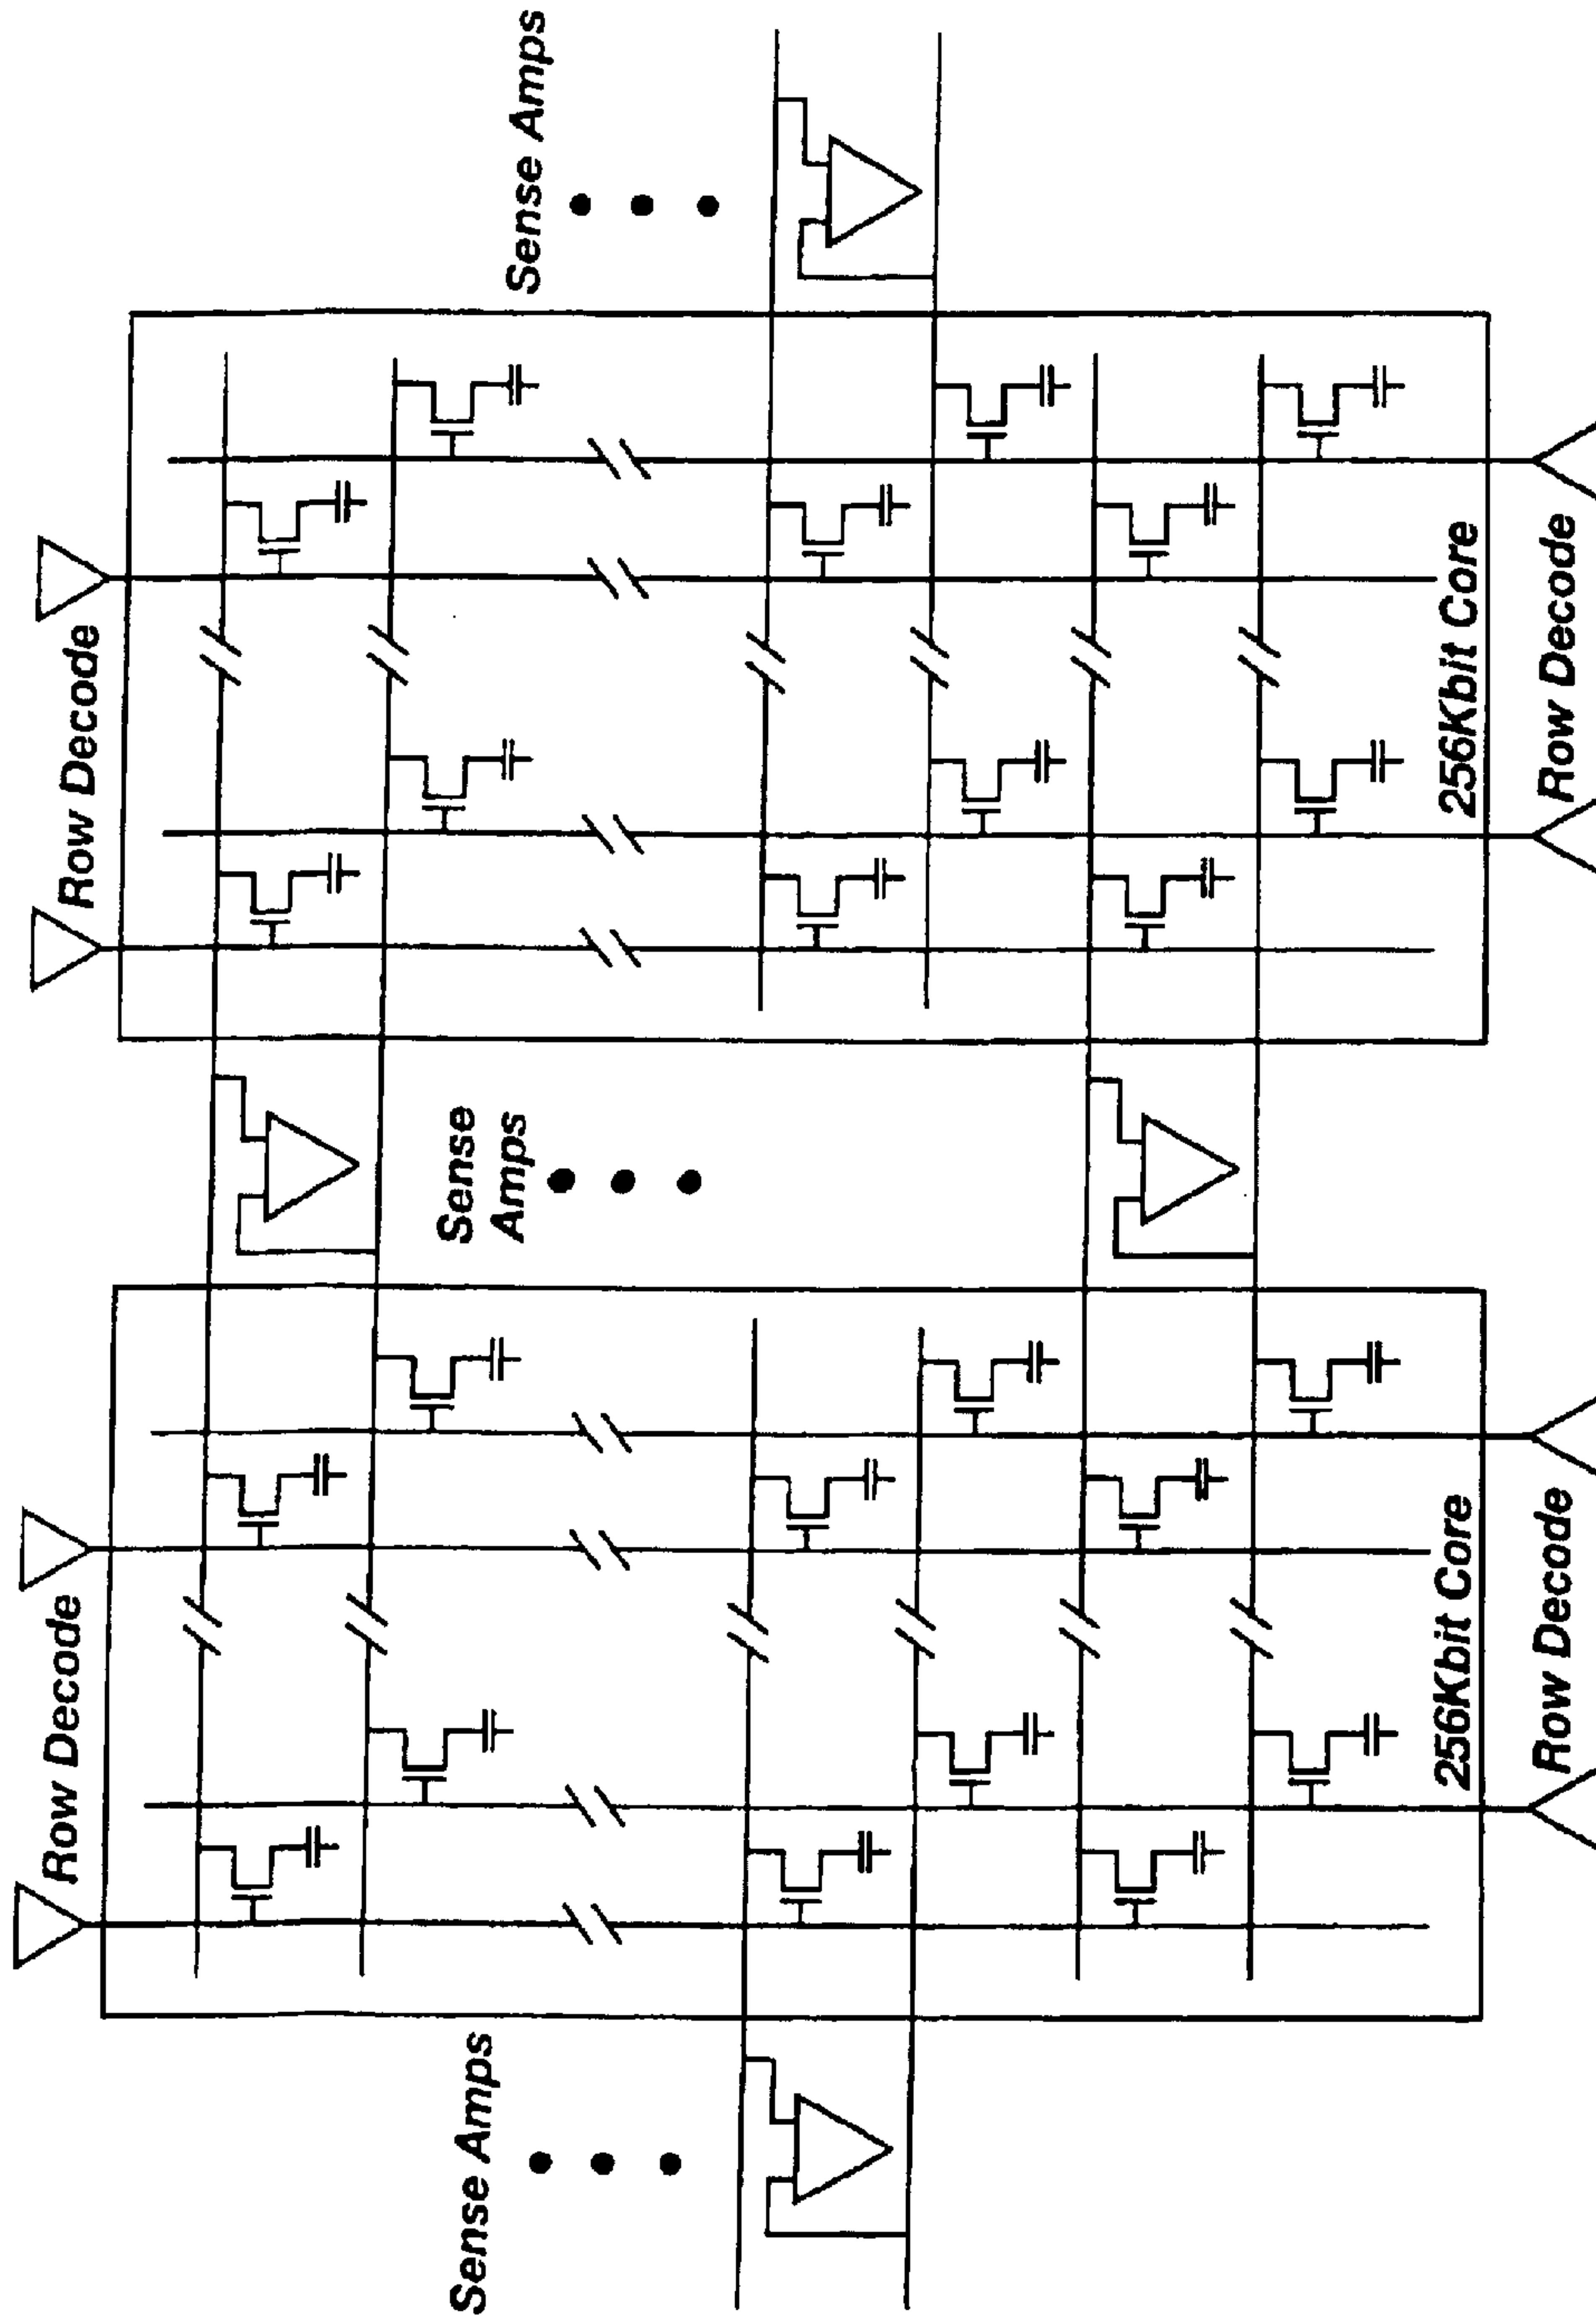 Row Decode
Row Decode
Sense Amps
Sense
Amps
Sense Amps
256Kbit Core
256Kbit Core
Row Decode
Row Decode